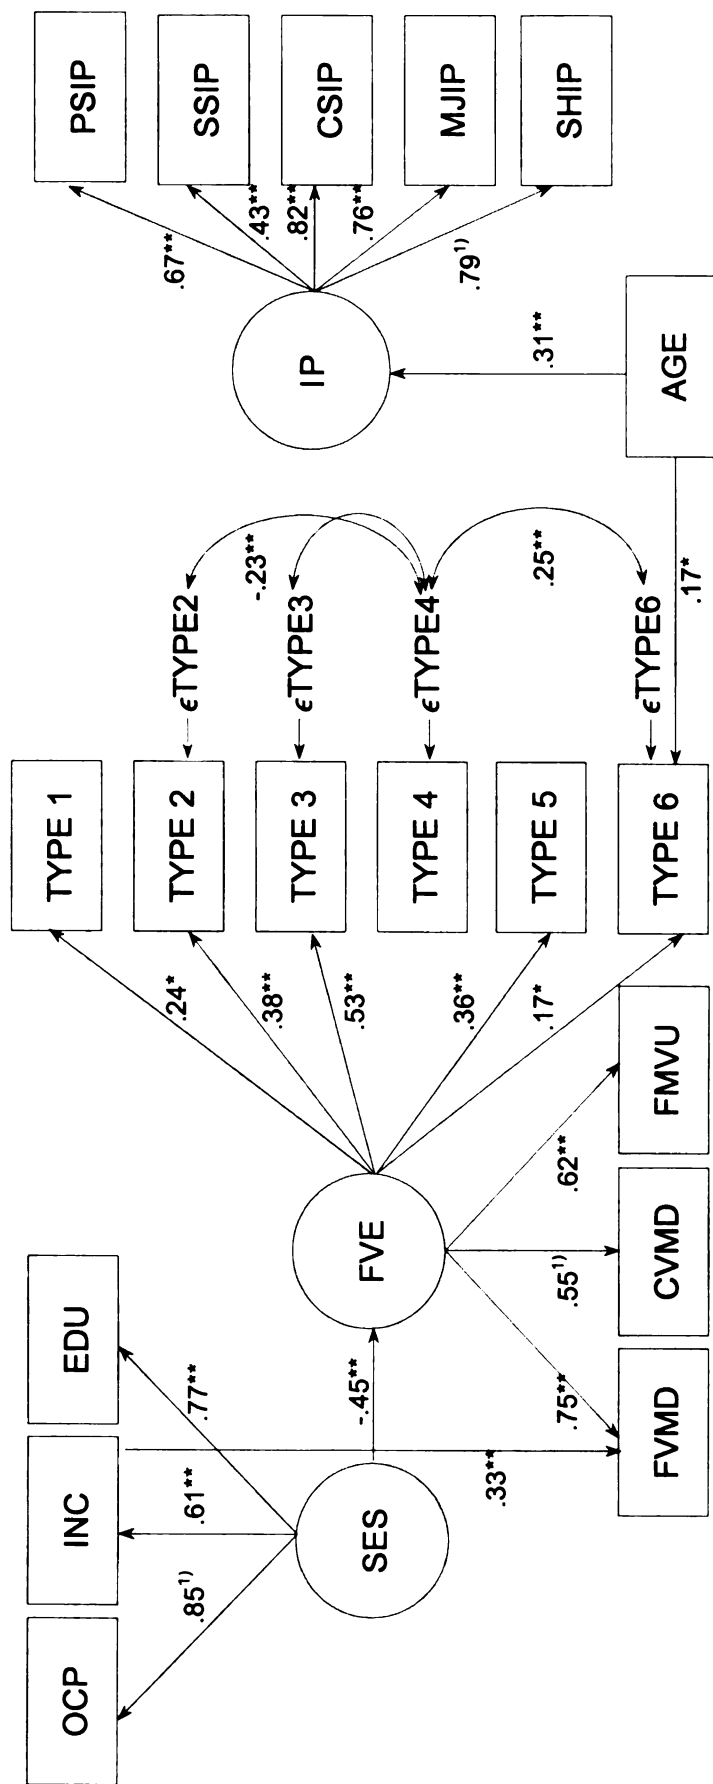 OCP
INC
EDU
.85¹⁾
.61**
.77**
SES
-.45**
FVE
.33**
.75**
.55¹⁾
.62**
FVMD
CVMD
FMVU
.24*
.38**
.53**
.36**
.17*
TYPE 1
TYPE 2
TYPE 3
TYPE 4
TYPE 5
TYPE 6
εTYPE2
εTYPE3
εTYPE4
εTYPE6
-.23**
.25**
.17*
AGE
.31**
IP
.67**
.43**
.82**
.76**
.79¹⁾
PSIP
SSIP
CSIP
MJIP
SHIP